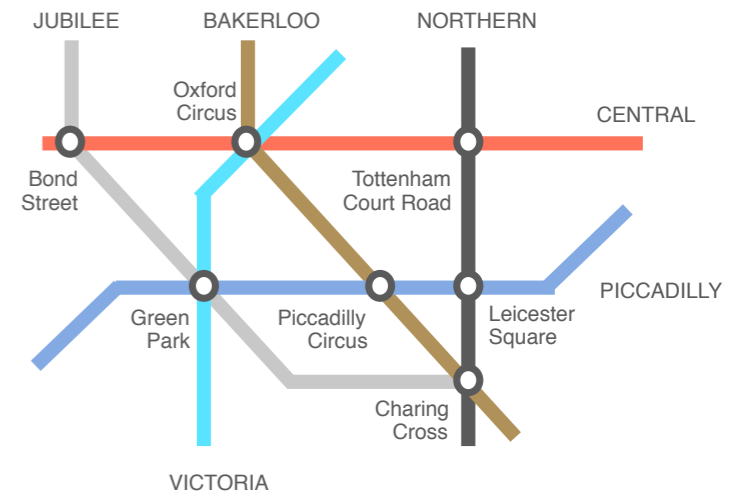 JUBILEE
BAKERLOO
NORTHERN
Oxford
Circus
CENTRAL
Bond
Street
Tottenham
Court Road
PICCADILLY
Green
Park
Piccadilly
Circus
Leicester
Square
Charing
Cross
VICTORIA